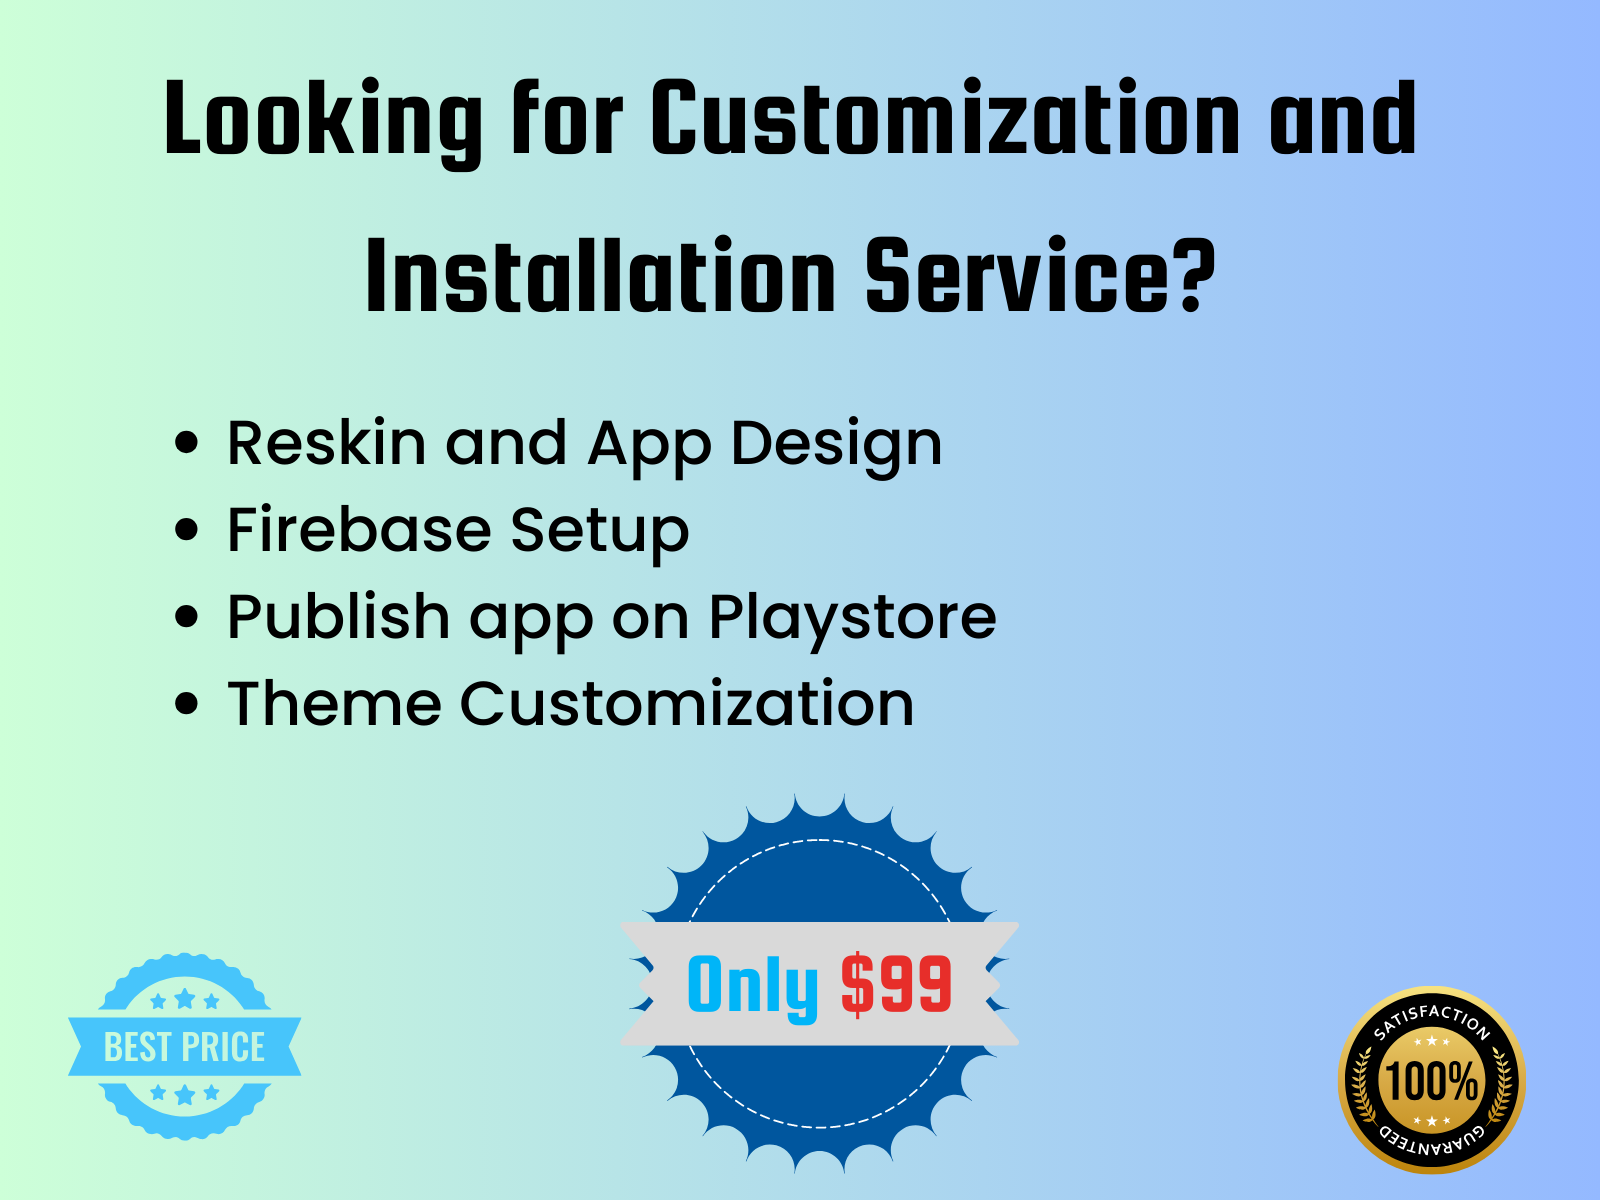 Looking for Customization and
Installation Service?
• Reskin and App Design
• Firebase Setup
• Publish app on Playstore
• Theme Customization
Only $99
BEST PRICE
SATISFACTION
100%
GUARANTEED